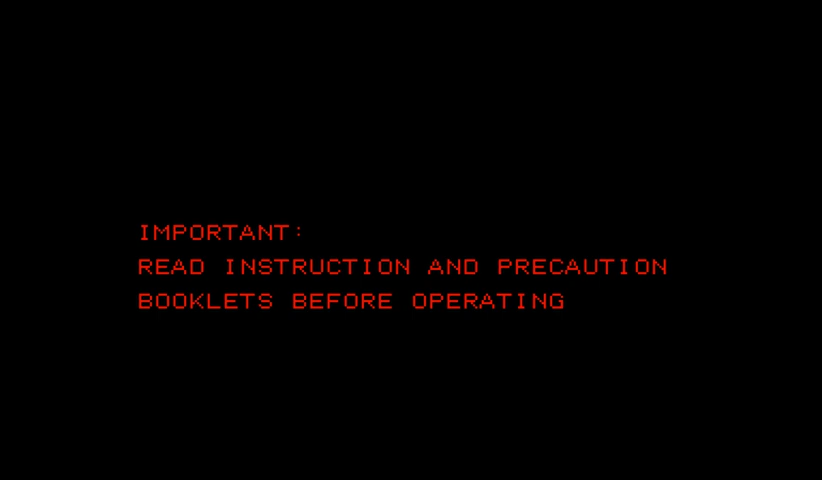 IMPORTANT:
READ INSTRUCTION AND PRECAUTION
BOOKLETS BEFORE OPERATING